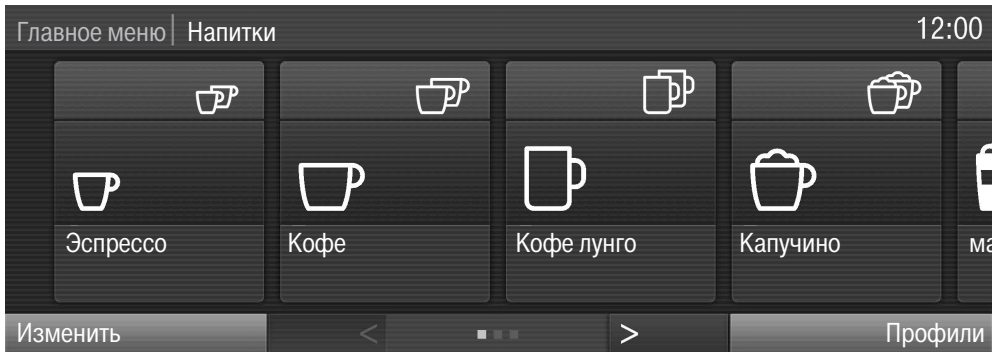 Главное меню Напитки 12:00
Эспрессо Кофе Кофе лунго Капучино
Изменить < > Профили